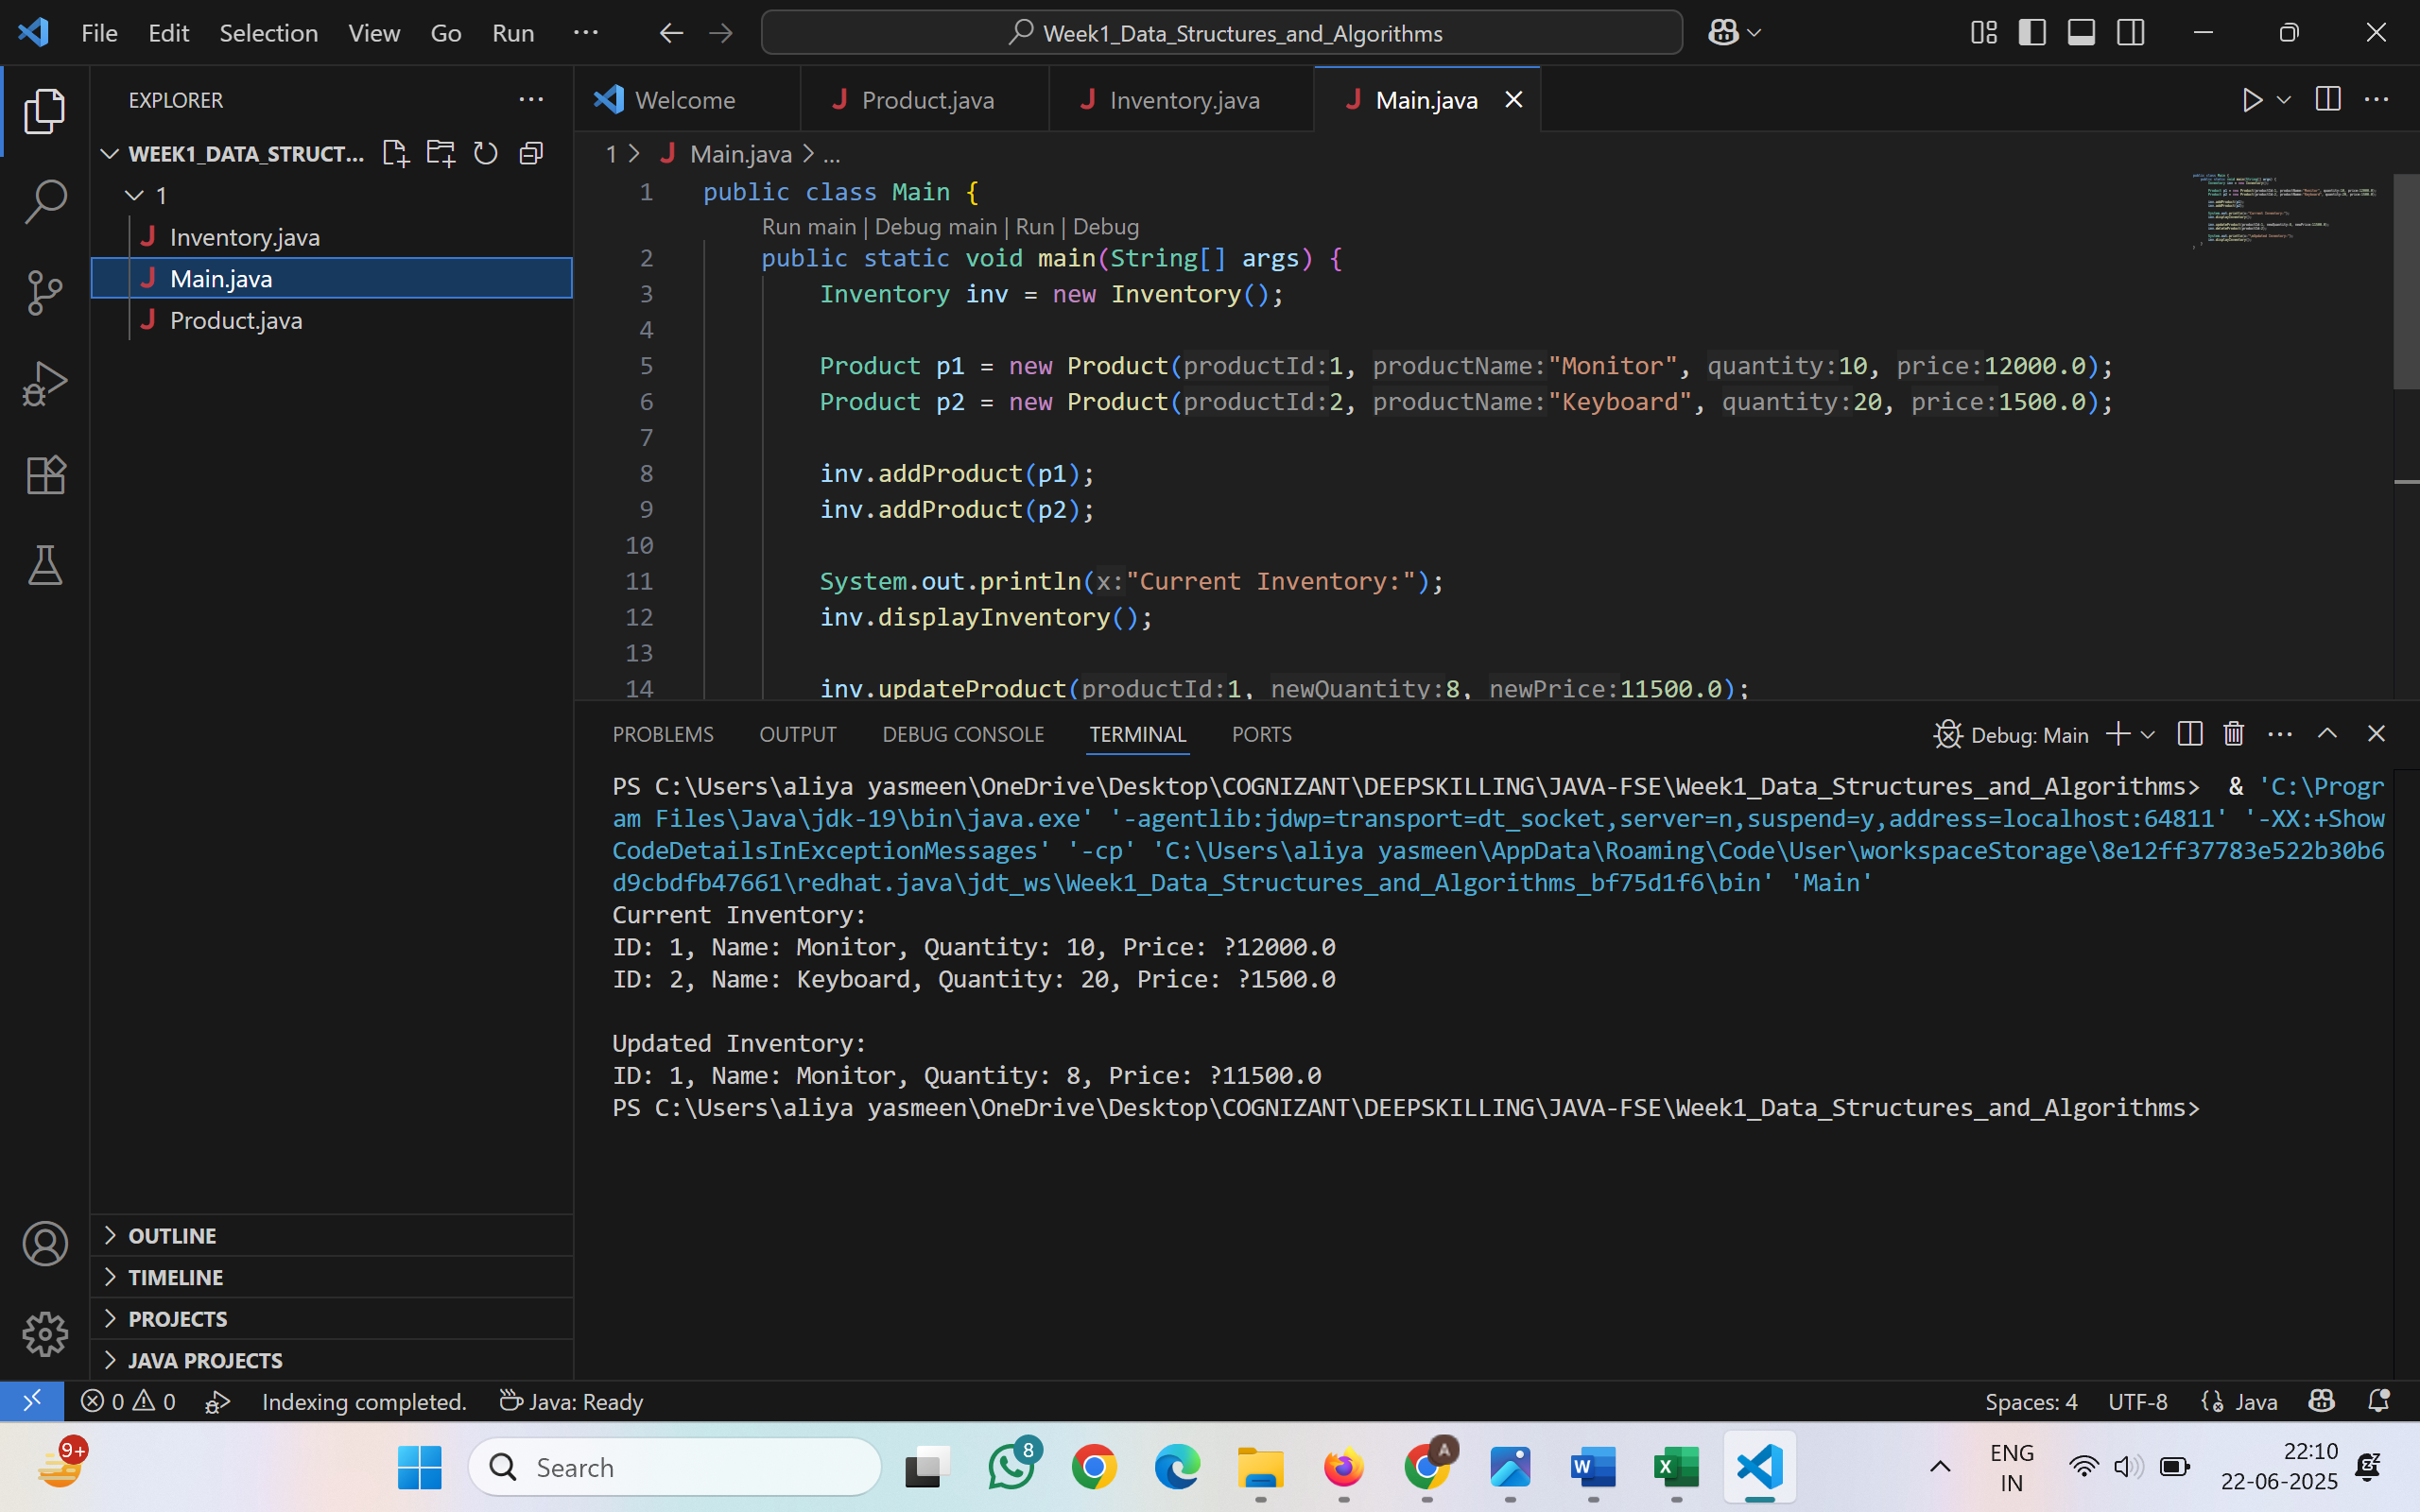 File Edit Selection View Go Run ... Week1_Data_Structures_and_Algorithms
EXPLORER ...
WEEK1_DATA_STRUCT...
1
Inventory.java
Main.java
Product.java
OUTLINE
TIMELINE
PROJECTS
JAVA PROJECTS
Welcome Product.java Inventory.java Main.java
1 > Main.java > ...
1 public class Main {
Run main | Debug main | Run | Debug
2 public static void main(String[] args) {
3 Inventory inv = new Inventory();
4
5 Product p1 = new Product(productId:1, productName:"Monitor", quantity:10, price:12000.0);
6 Product p2 = new Product(productId:2, productName:"Keyboard", quantity:20, price:1500.0);
7
8 inv.addProduct(p1);
9 inv.addProduct(p2);
10
11 System.out.println(x:"Current Inventory:");
12 inv.displayInventory();
13
14 inv.updateProduct(productId:1, newQuantity:8, newPrice:11500.0);
PROBLEMS OUTPUT DEBUG CONSOLE TERMINAL PORTS Debug: Main
PS C:\Users\aliya yasmeen\OneDrive\Desktop\COGNIZANT\DEEPSKILLING\JAVA-FSE\Week1_Data_Structures_and_Algorithms>  & 'C:\Progr
am Files\Java\jdk-19\bin\java.exe' '-agentlib:jdwp=transport=dt_socket,server=n,suspend=y,address=localhost:64811' '-XX:+Show
CodeDetailsInExceptionMessages' '-cp' 'C:\Users\aliya yasmeen\AppData\Roaming\Code\User\workspaceStorage\8e12ff37783e522b30b6
d9cbdfb47661\redhat.java\jdt_ws\Week1_Data_Structures_and_Algorithms_bf75d1f6\bin' 'Main'
Current Inventory:
ID: 1, Name: Monitor, Quantity: 10, Price: ?12000.0
ID: 2, Name: Keyboard, Quantity: 20, Price: ?1500.0
Updated Inventory:
ID: 1, Name: Monitor, Quantity: 8, Price: ?11500.0
PS C:\Users\aliya yasmeen\OneDrive\Desktop\COGNIZANT\DEEPSKILLING\JAVA-FSE\Week1_Data_Structures_and_Algorithms>
0 0 Indexing completed. Java: Ready Spaces: 4 UTF-8 {} Java
9+ Search 8 A ENG 22:10
IN 22-06-2025